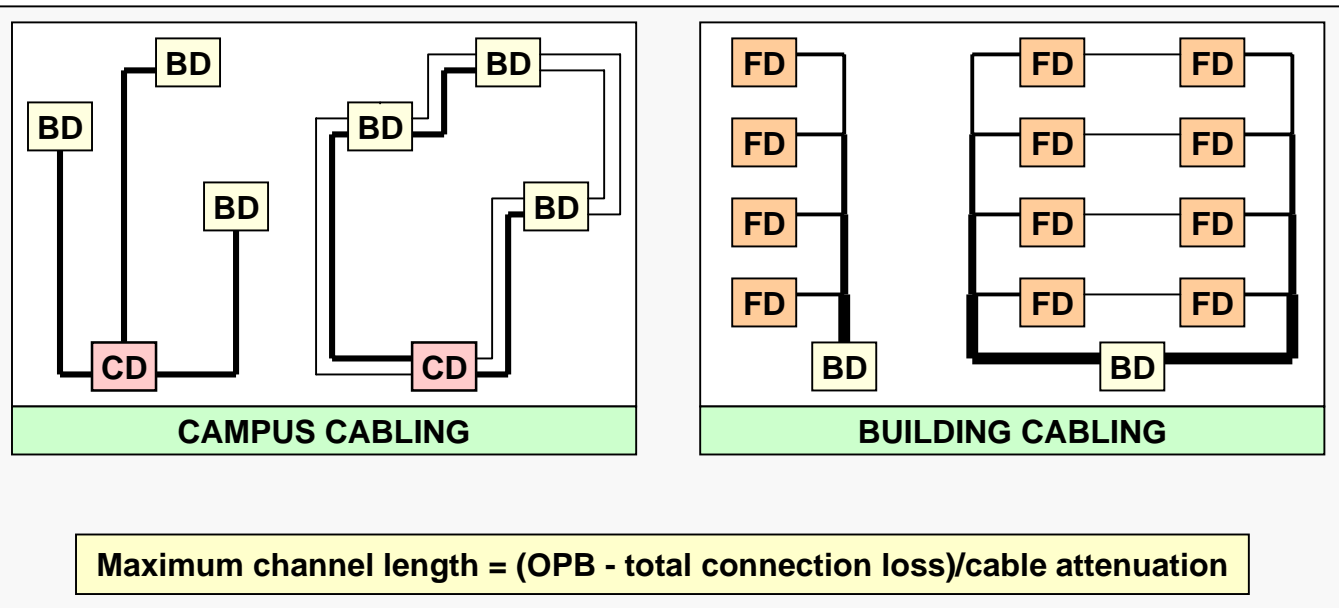 BD
BD
BD
CD
BD
BD
BD
CD
CAMPUS CABLING
FD
FD
FD
FD
BD
FD FD
FD FD
FD FD
FD FD
BD
BUILDING CABLING
Maximum channel length = (OPB - total connection loss)/cable attenuation